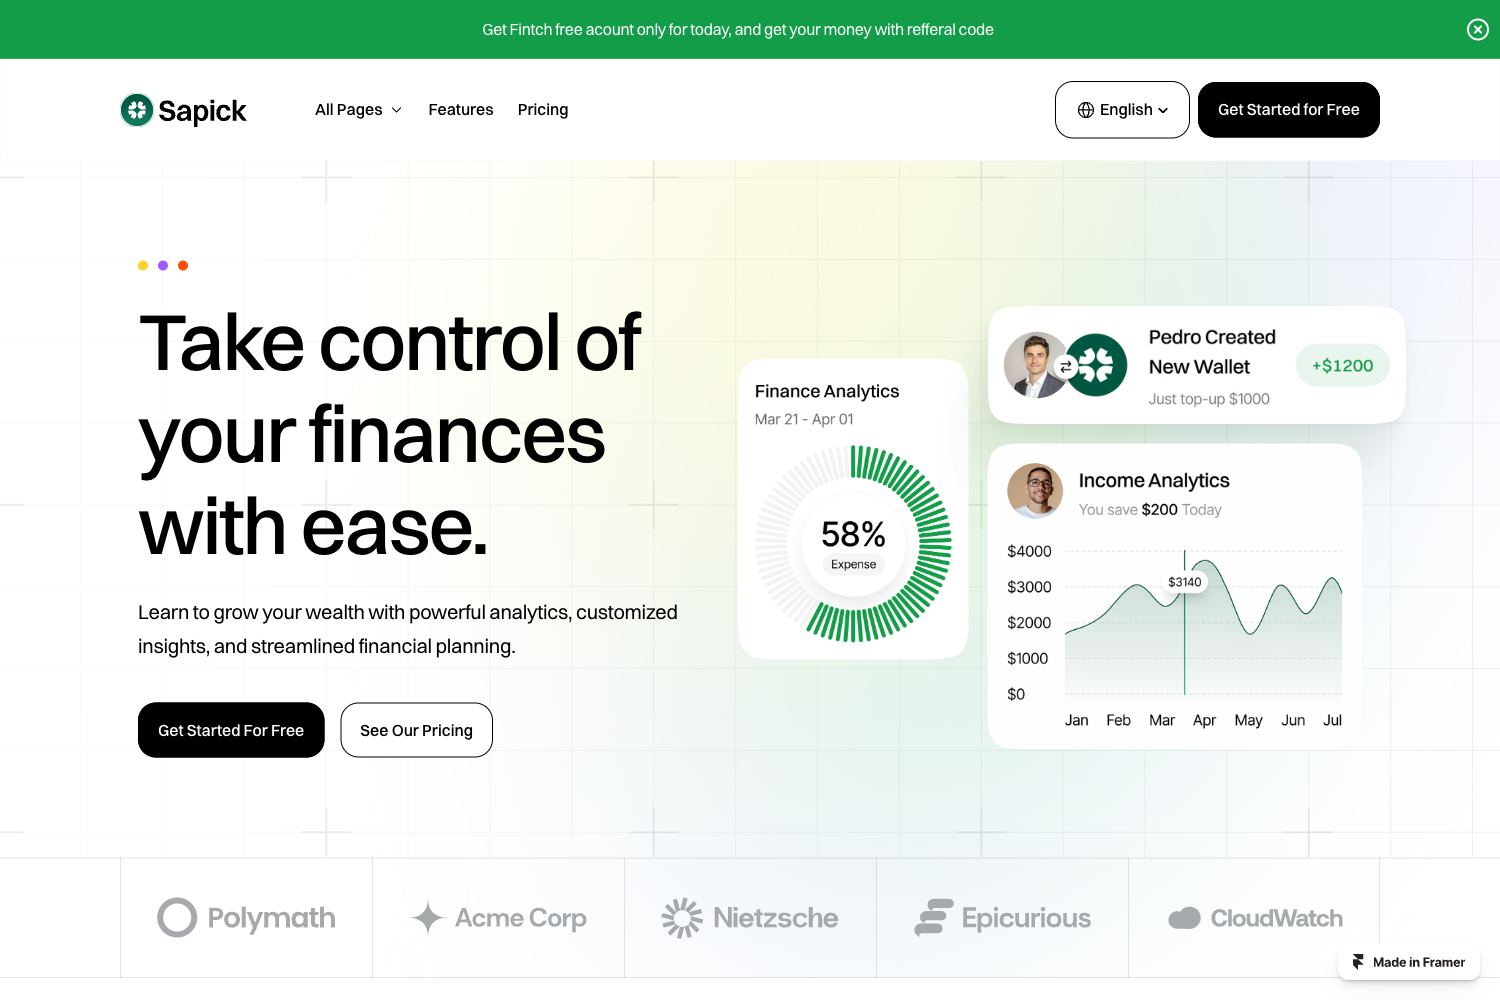 Get Fintch free acount only for today, and get your money with refferal code
Sapick
All Pages
Features
Pricing
English
Get Started for Free
Take control of
your finances
with ease.
Learn to grow your wealth with powerful analytics, customized
insights, and streamlined financial planning.
Get Started For Free
See Our Pricing
Finance Analytics
Mar 21 - Apr 01
58%
Expense
Pedro Created
New Wallet
Just top-up $1000
+$1200
Income Analytics
You save $200 Today
$4000
$3000
$2000
$1000
$0
$3140
Jan Feb Mar Apr May Jun Jul
Polymath
Acme Corp
Nietzsche
Epicurious
CloudWatch
Made in Framer